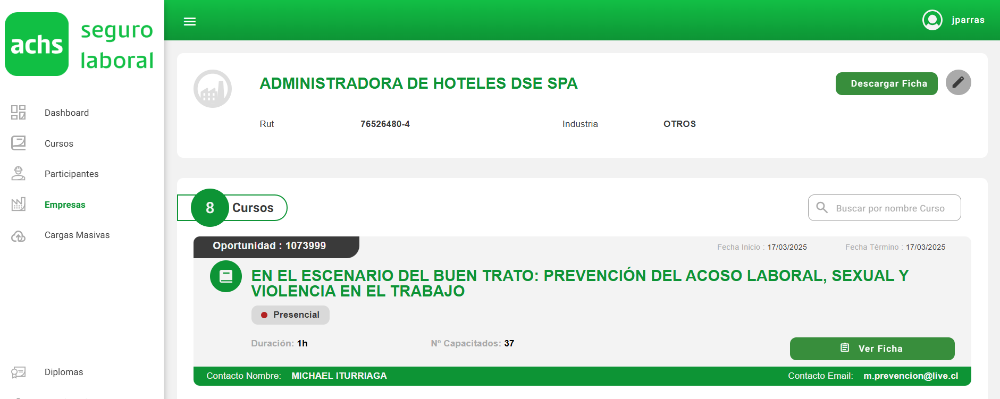 achs
seguro
laboral
jparras
Dashboard
Cursos
Participantes
Empresas
Cargas Masivas
Diplomas
ADMINISTRADORA DE HOTELES DSE SPA
Descargar Ficha
Rut 76526480-4 Industria OTROS
8 Cursos
Buscar por nombre Curso
Oportunidad : 1073999
Fecha Inicio : 17/03/2025 Fecha Término : 17/03/2025
EN EL ESCENARIO DEL BUEN TRATO: PREVENCIÓN DEL ACOSO LABORAL, SEXUAL Y
VIOLENCIA EN EL TRABAJO
Presencial
Duración: 1h Nº Capacitados: 37
Ver Ficha
Contacto Nombre: MICHAEL ITURRIAGA Contacto Email: m.prevencion@live.cl